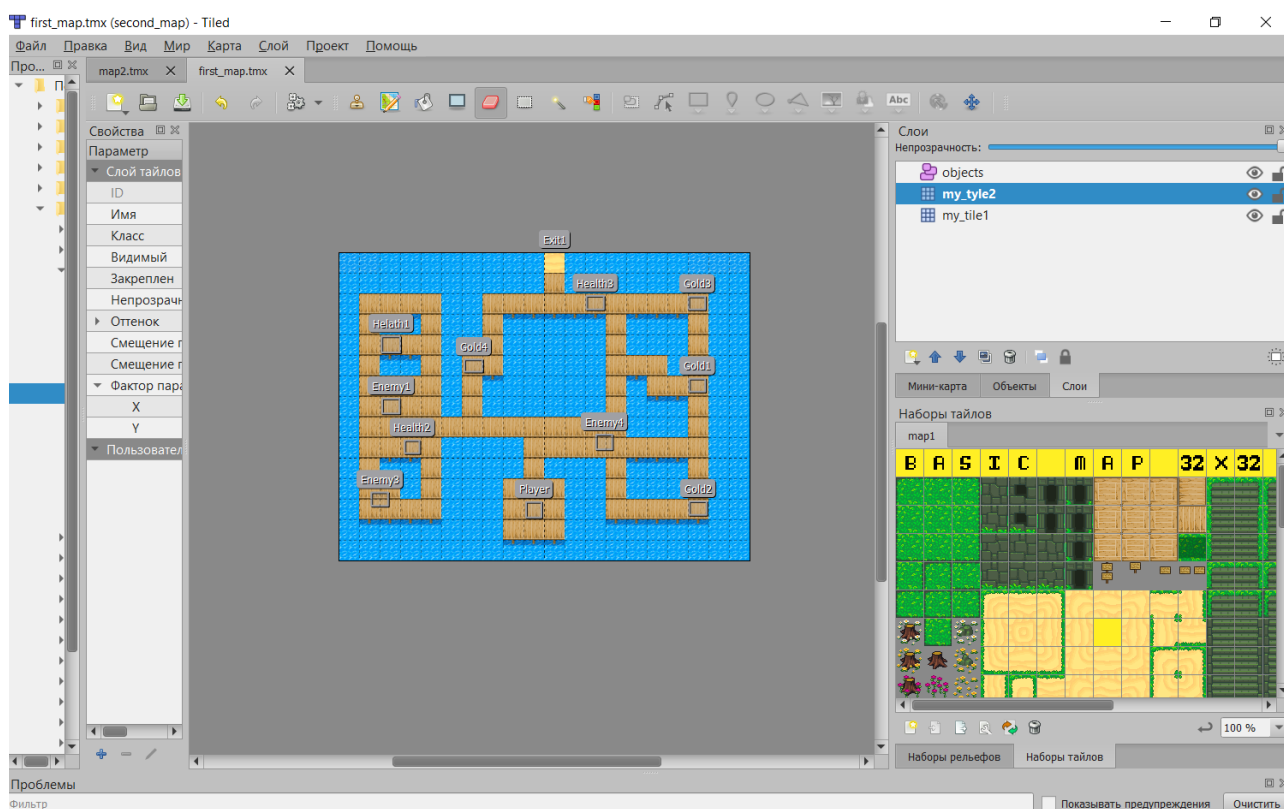 first_map.tmx (second_map) - Tiled
Файл Правка Вид Мир Карта Слой Проект Помощь
Про...
map2.tmx
first_map.tmx
П
Abc
Свойства
Параметр
Слой тайлов
ID
Имя
Класс
Видимый
Закреплен
Непрозрачн
Оттенок
Смещение г
Смещение г
Фактор пара
X
Y
Пользовател
Exit1
Health3
Gold3
Helath1
Gold4
Gold1
Enemy1
Health2
Enemy4
Enemy3
Player
Gold2
Слои
Непрозрачность:
objects
my_tyle2
my_tile1
Мини-карта
Объекты
Слои
Наборы тайлов
map1
BASIC MAP 32X32
100 %
Наборы рельефов
Наборы тайлов
Проблемы
Фильтр
Показывать предупреждения
Очистить